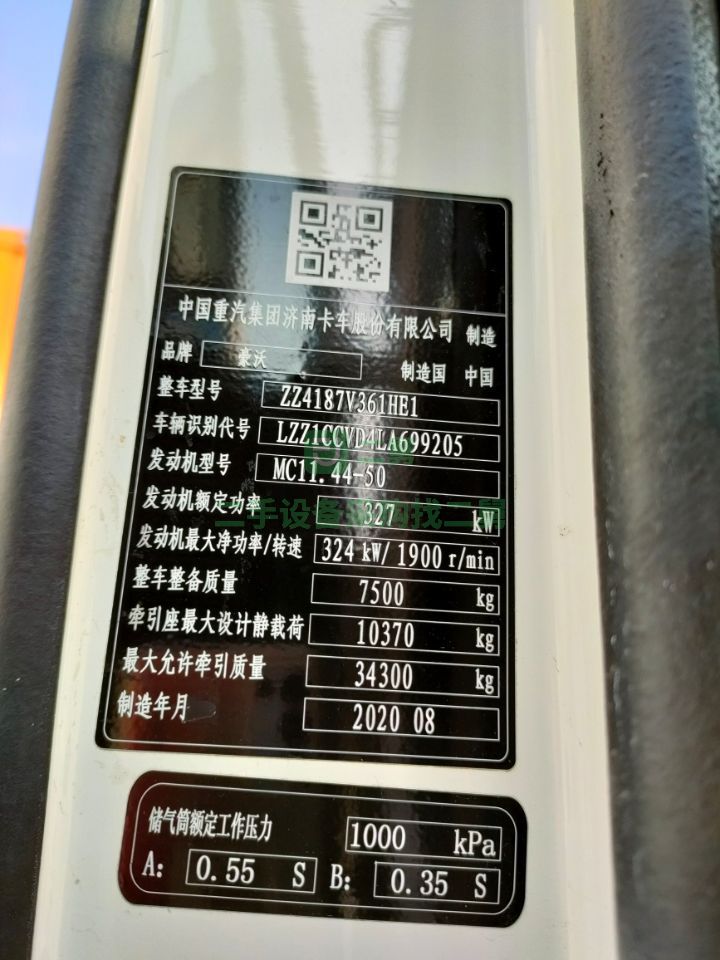 中国重汽集团济南卡车股份有限公司 制造
品牌 豪沃 制造国 中国
整车型号 ZZ4187V361HE1
车辆识别代号 LZZ1CCVD4LA699205
发动机型号 MC11.44-50
发动机额定功率 327 kW
发动机最大净功率/转速 324 kW/ 1900 r/min
整车整备质量 7500 kg
牵引座最大设计静载荷 10370 kg
最大允许牵引质量 34300 kg
制造年月 2020 08
储气筒额定工作压力 1000 kPa
A: 0.55 S B: 0.35 S